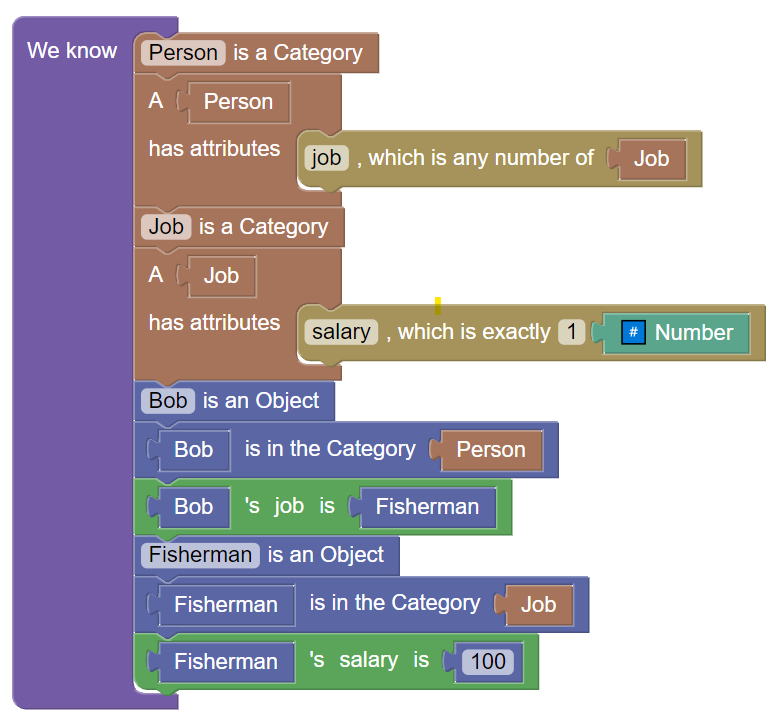 We know
Person is a Category
A Person
has attributes
job , which is any number of Job
Job is a Category
A Job
has attributes
salary , which is exactly 1 # Number
Bob is an Object
Bob is in the Category Person
Bob 's job is Fisherman
Fisherman is an Object
Fisherman is in the Category Job
Fisherman 's salary is 100